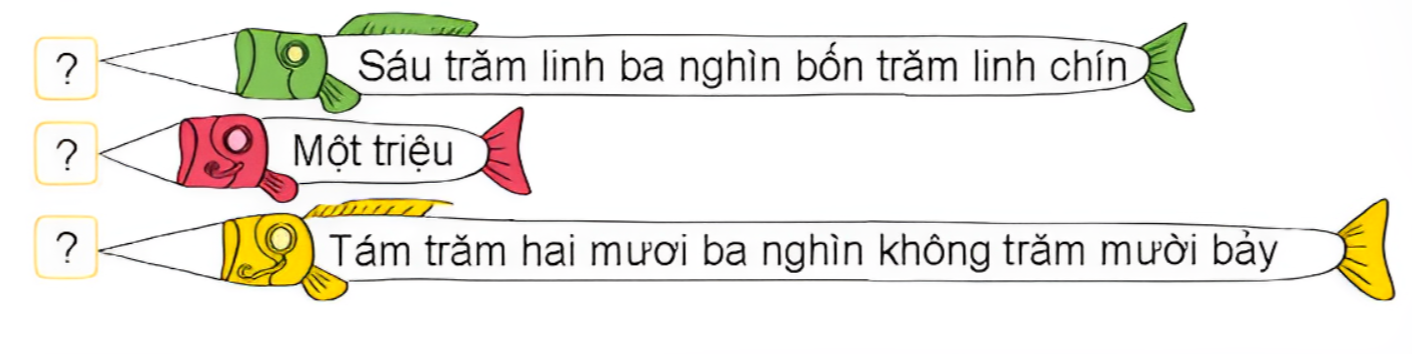 ? Sáu trăm linh ba nghìn bốn trăm linh chín
? Một triệu
? Tám trăm hai mươi ba nghìn không trăm mười bảy